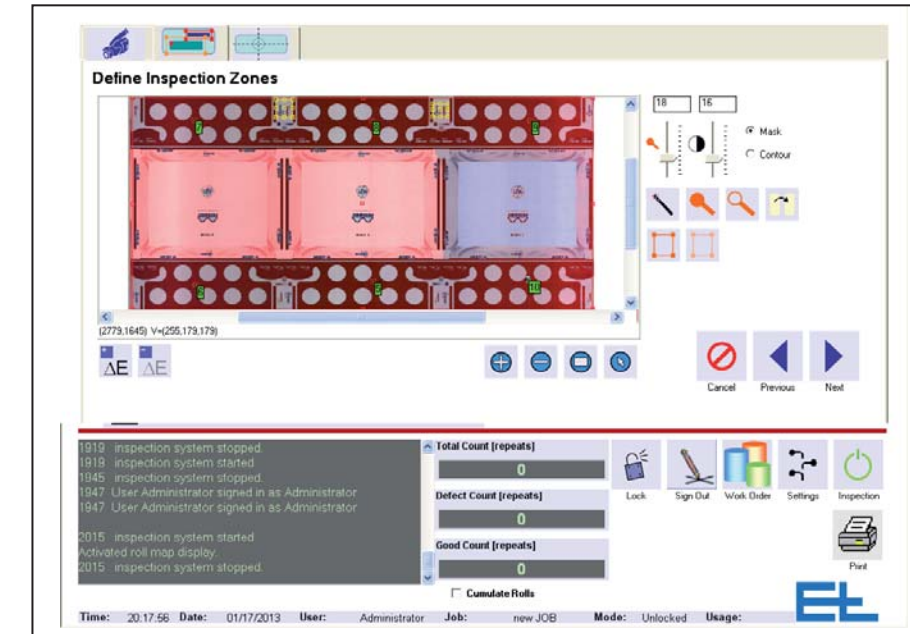 Define Inspection Zones
18 16
Mask
Contour
(2779,1645) V=(255,179,179)
ΔE ΔE
Cancel Previous Next
1919 inspection system stopped.
1919 inspection system started
1945 inspection system stopped.
1947 User Administrator signed in as Administrator
1947 User Administrator signed in as Administrator
2015 inspection system started
Activated roll map display.
2015 inspection system stopped.
Total Count [repeats]
0
Defect Count [repeats]
0
Good Count [repeats]
0
Cumulate Rolls
Lock Sign Out Work Order Settings Inspection
Print
Time: 20:17:56 Date: 01/17/2013 User: Administrator Job: new JOB Mode: Unlocked Usage: